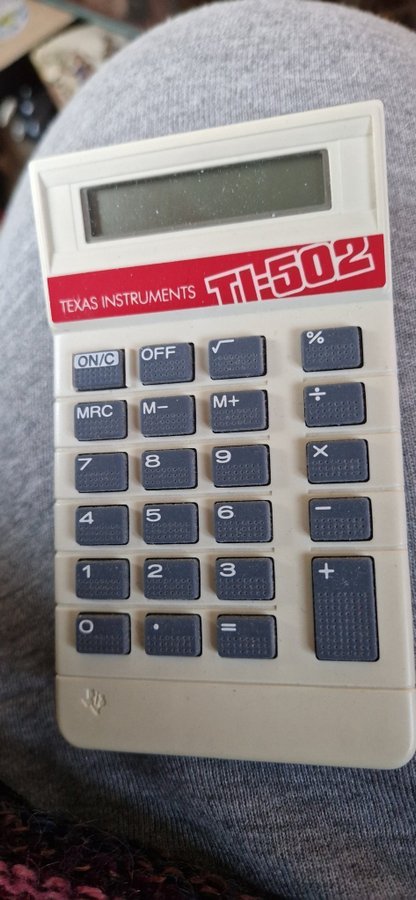 TEXAS INSTRUMENTS TI-502
ON/C OFF √ %
MRC M− M+ ÷
7 8 9 ×
4 5 6 −
1 2 3 +
0 . =